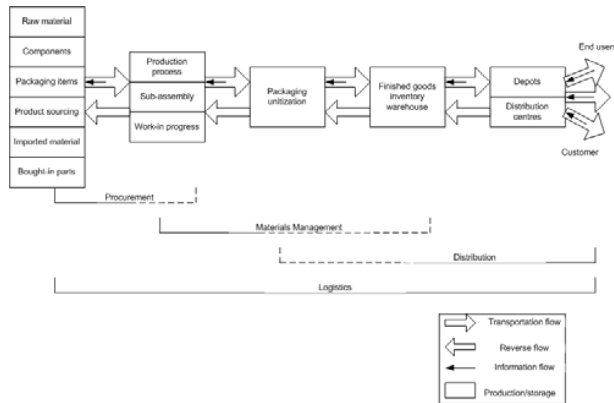 Raw material
Components
Packaging items
Product sourcing
Imported material
Bought-in parts
Production
process
Sub-assembly
Work-in progress
Packaging
unitization
Finished goods
inventory
warehouse
Depots
Distribution
centres
End user
Customer
Procurement
Materials Management
Distribution
Logistics
Transportation flow
Reverse flow
Information flow
Production/storage